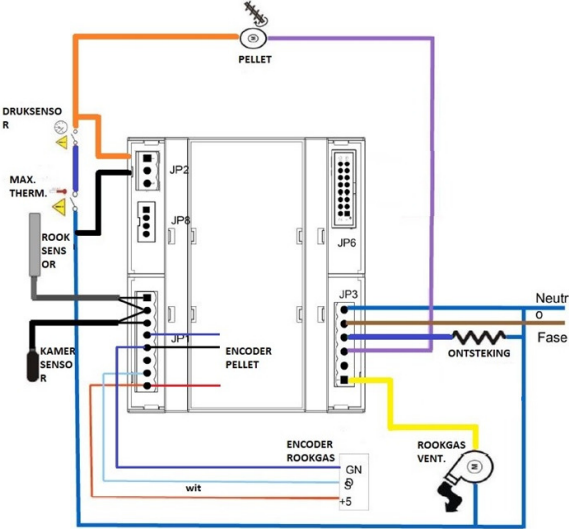 PELLET
DRUKSENSO
R
MAX.
THERM.
JP2
JP8
JP6
ROOK
SENS
OR
JP3
Neutr
o
Fase
JP1
ENCODER
PELLET
ONTSTEKING
KAMER
SENSO
R
ENCODER
ROOKGAS
ROOKGAS
VENT.
GN
wit
+5